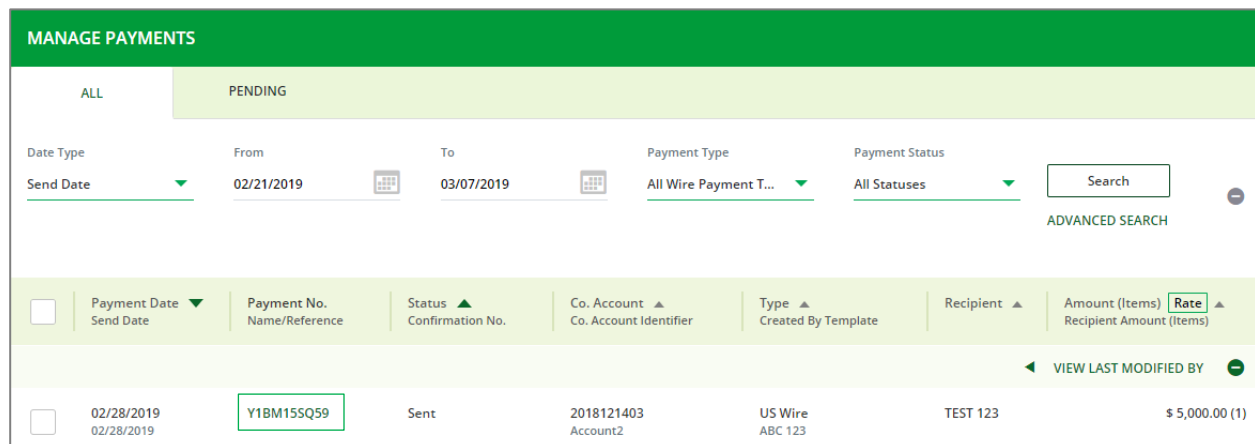 MANAGE PAYMENTS
ALL PENDING
Date Type From To Payment Type Payment Status
Send Date 02/21/2019 03/07/2019 All Wire Payment T... All Statuses Search
ADVANCED SEARCH
Payment Date Payment No. Status Co. Account Type Recipient Amount (Items) Rate
Send Date Name/Reference Confirmation No. Co. Account Identifier Created By Template Recipient Amount (Items)
VIEW LAST MODIFIED BY
02/28/2019 Y1BM15SQ59 Sent 2018121403 US Wire TEST 123 $ 5,000.00 (1)
02/28/2019 Account2 ABC 123